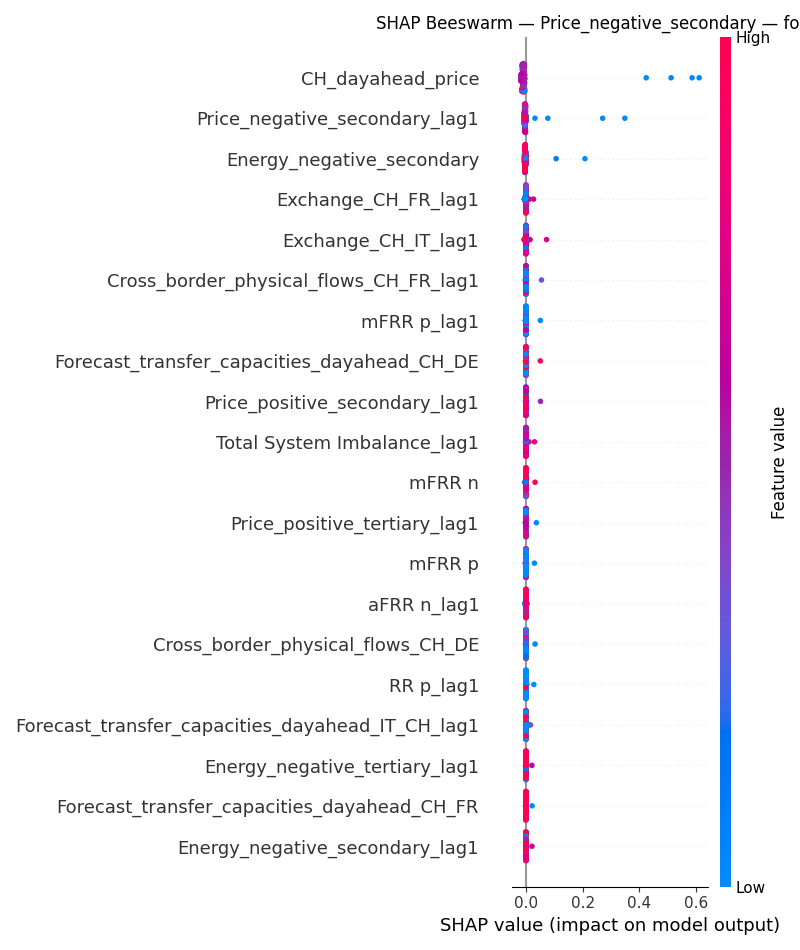 SHAP Beeswarm — Price_negative_secondary — fo
High
CH_dayahead_price
Price_negative_secondary_lag1
Energy_negative_secondary
Exchange_CH_FR_lag1
Exchange_CH_IT_lag1
Cross_border_physical_flows_CH_FR_lag1
mFRR p_lag1
Forecast_transfer_capacities_dayahead_CH_DE
Price_positive_secondary_lag1
Total System Imbalance_lag1
mFRR n
Price_positive_tertiary_lag1
mFRR p
aFRR n_lag1
Cross_border_physical_flows_CH_DE
RR p_lag1
Forecast_transfer_capacities_dayahead_IT_CH_lag1
Energy_negative_tertiary_lag1
Forecast_transfer_capacities_dayahead_CH_FR
Energy_negative_secondary_lag1
Feature value
Low
0.0 0.2 0.4 0.6
SHAP value (impact on model output)